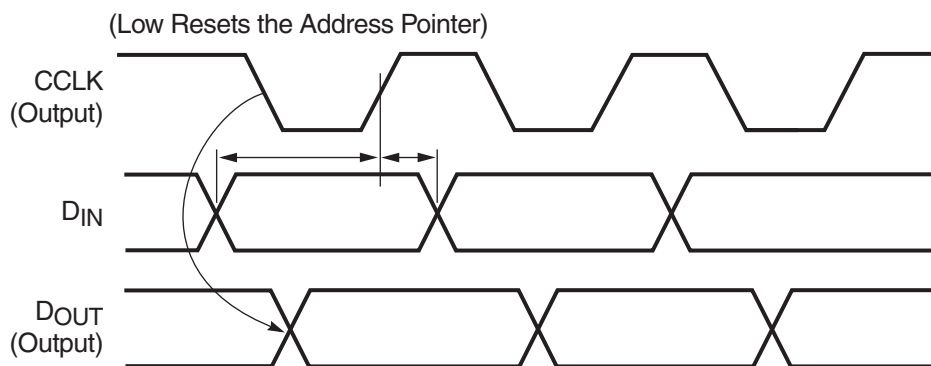 (Low Resets the Address Pointer)
CCLK
(Output)
DIN
DOUT
(Output)